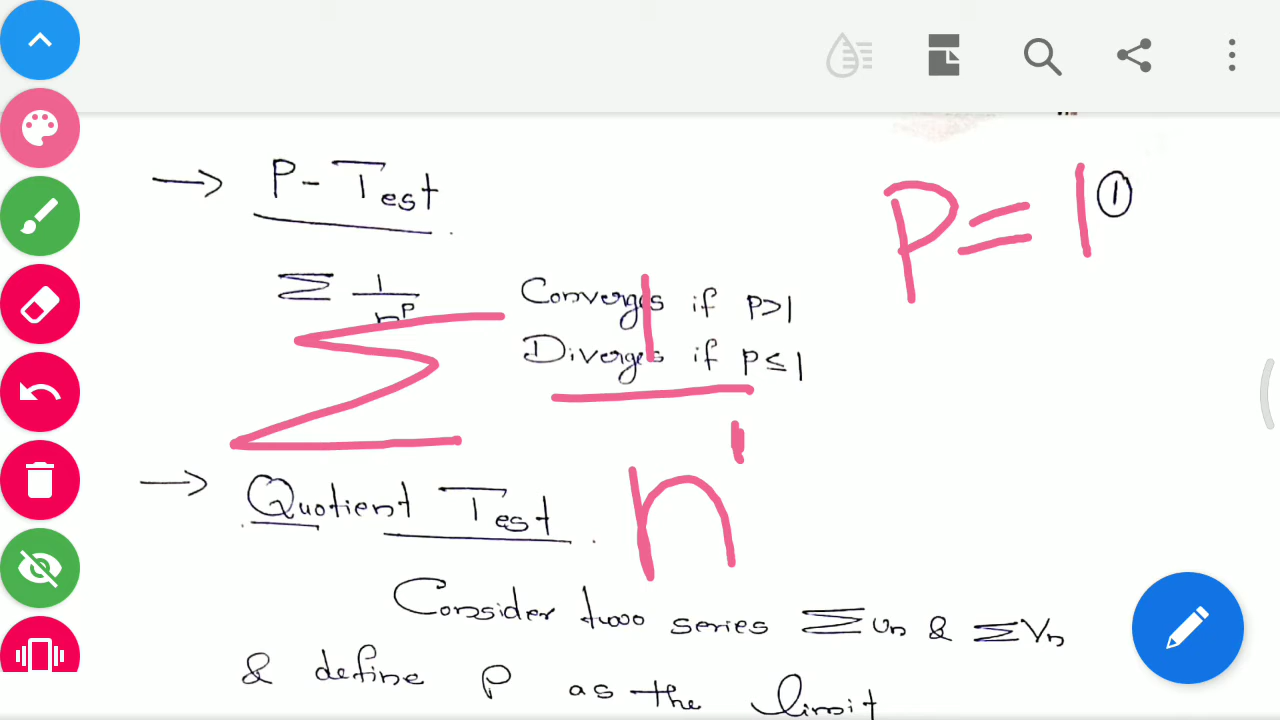 → P-Test
P = 1 ①
Σ 1/n^P Converges if P>1
Diverges if P≤1
Σ 1/n^1
→ Quotient Test
Consider two series Σun & ΣVn
& define P as the limit